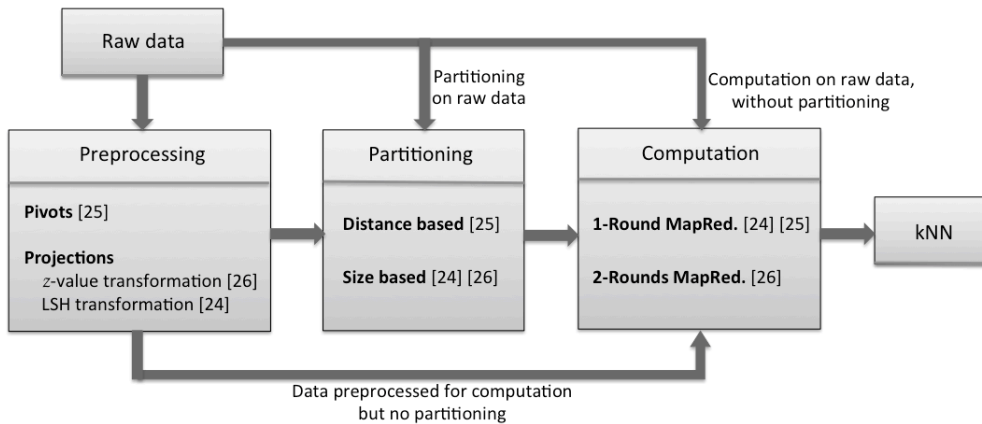 Raw data
Partitioning
on raw data
Computation on raw data,
without partitioning
Preprocessing
Pivots [25]
Projections
z-value transformation [26]
LSH transformation [24]
Partitioning
Distance based [25]
Size based [24] [26]
Computation
1-Round MapRed. [24] [25]
2-Rounds MapRed. [26]
kNN
Data preprocessed for computation
but no partitioning